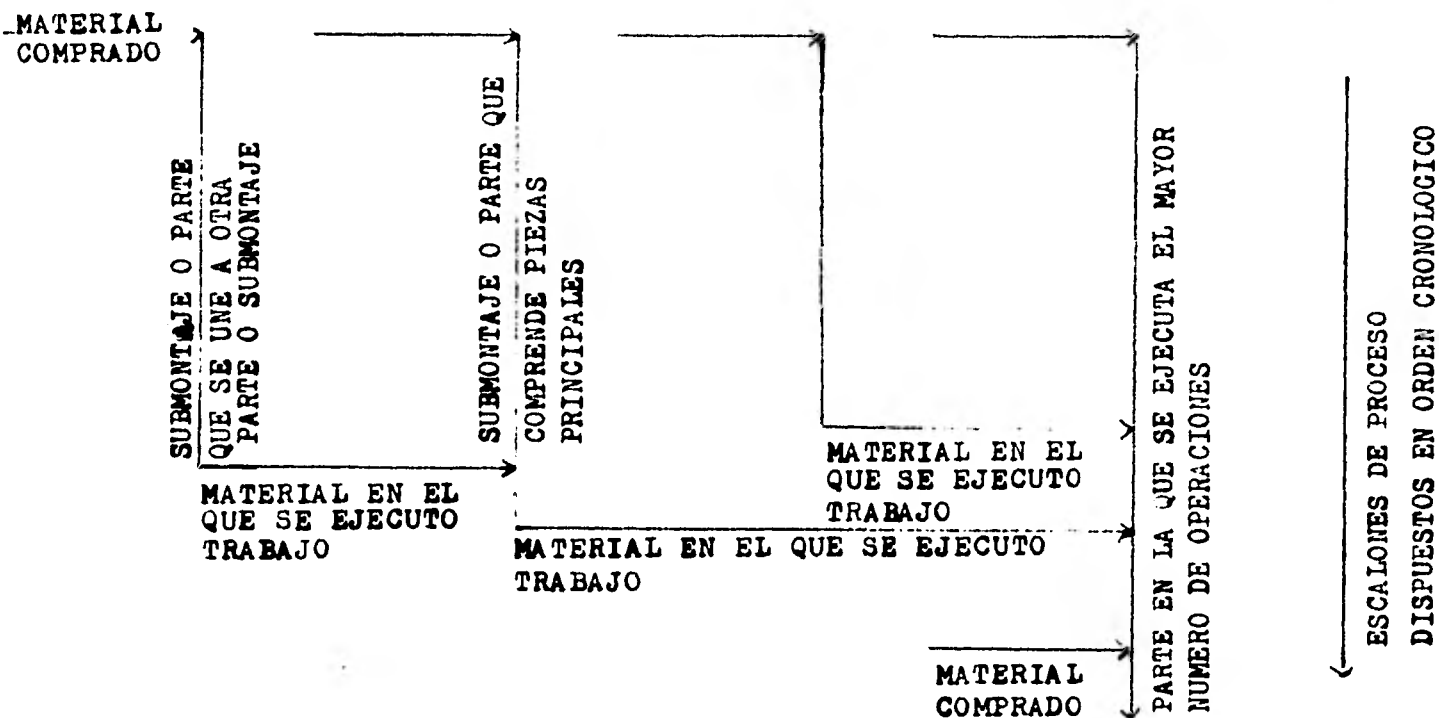 MATERIAL
COMPRADO
SUBMONTAJE O PARTE
QUE SE UNE A OTRA
PARTE O SUBMONTAJE
SUBMONTAJE O PARTE QUE
COMPRENDE PIEZAS
PRINCIPALES
MATERIAL EN EL
QUE SE EJECUTO
TRABAJO
MATERIAL EN EL QUE SE EJECUTO
TRABAJO
MATERIAL EN EL
QUE SE EJECUTO
TRABAJO
MATERIAL
COMPRADO
PARTE EN LA QUE SE EJECUTA EL MAYOR
NUMERO DE OPERACIONES
ESCALONES DE PROCESO
DISPUESTOS EN ORDEN CRONOLOGICO